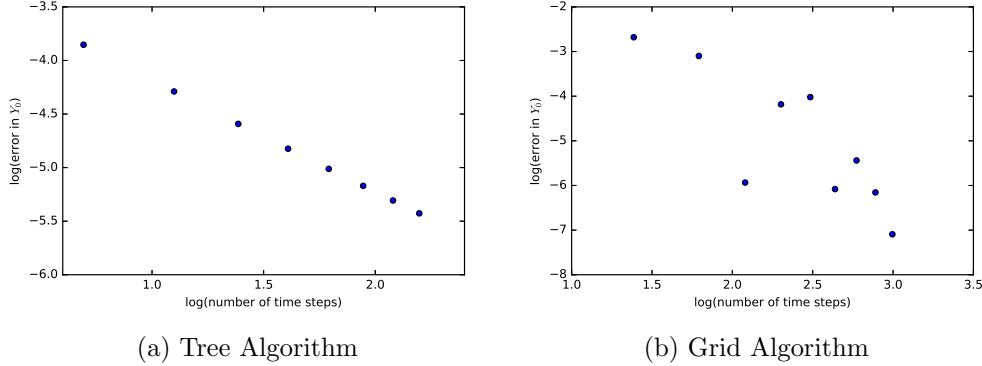 −3.5
−4.0
−4.5
−5.0
−5.5
−6.0
log(error in Y₀)
1.0 1.5 2.0
log(number of time steps)
(a) Tree Algorithm
−2
−3
−4
−5
−6
−7
−8
log(error in Y₀)
1.0 1.5 2.0 2.5 3.0 3.5
log(number of time steps)
(b) Grid Algorithm